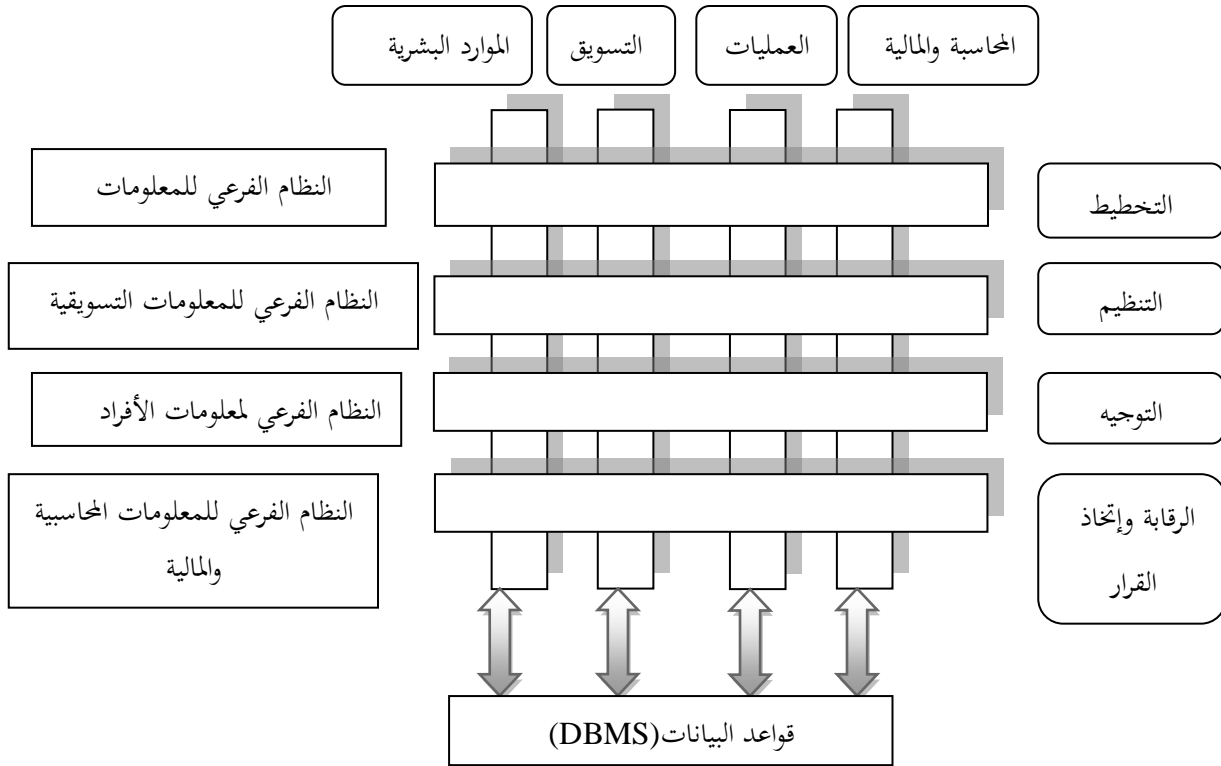 المحاسبة والمالية
العمليات
التسويق
الموارد البشرية
التخطيط
النظام الفرعي للمعلومات
التنظيم
النظام الفرعي للمعلومات التسويقية
التوجيه
النظام الفرعي لمعلومات الأفراد
الرقابة وإتخاذ
القرار
النظام الفرعي للمعلومات المحاسبية
والمالية
قواعد البيانات(DBMS)